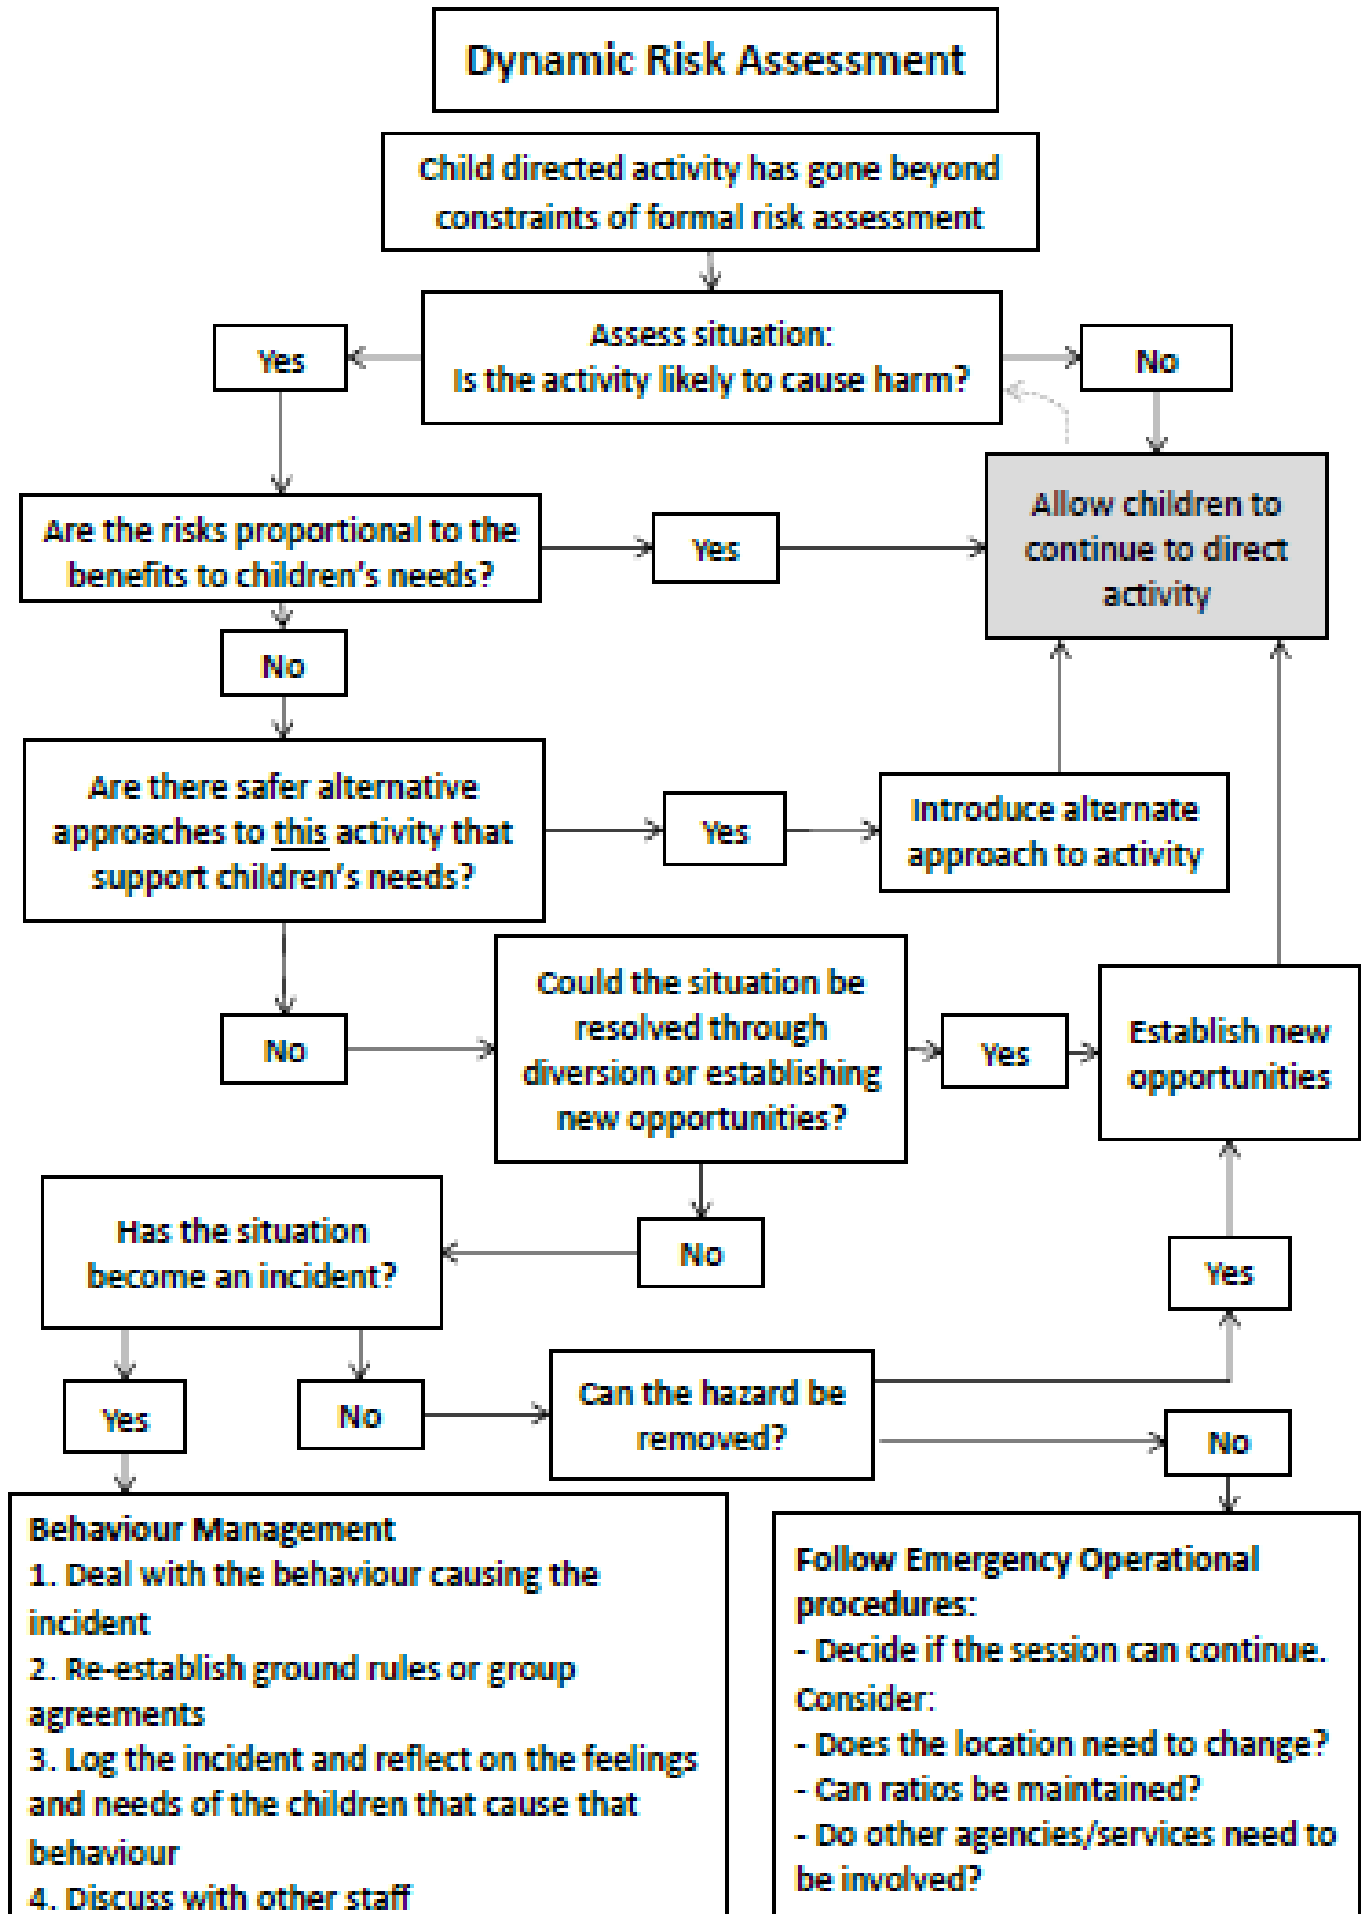 Dynamic Risk Assessment
Child directed activity has gone beyond
constraints of formal risk assessment
Assess situation:
Is the activity likely to cause harm?
Yes
No
Are the risks proportional to the
benefits to children's needs?
Yes
Allow children to
continue to direct
activity
No
Are there safer alternative
approaches to this activity that
support children's needs?
Yes
Introduce alternate
approach to activity
No
Could the situation be
resolved through
diversion or establishing
new opportunities?
Yes
Establish new
opportunities
Has the situation
become an incident?
No
Yes
Yes
No
Can the hazard be
removed?
No
Behaviour Management
1. Deal with the behaviour causing the
incident
2. Re-establish ground rules or group
agreements
3. Log the incident and reflect on the feelings
and needs of the children that cause that
behaviour
4. Discuss with other staff
Follow Emergency Operational
procedures:
- Decide if the session can continue.
Consider:
- Does the location need to change?
- Can ratios be maintained?
- Do other agencies/services need to
be involved?